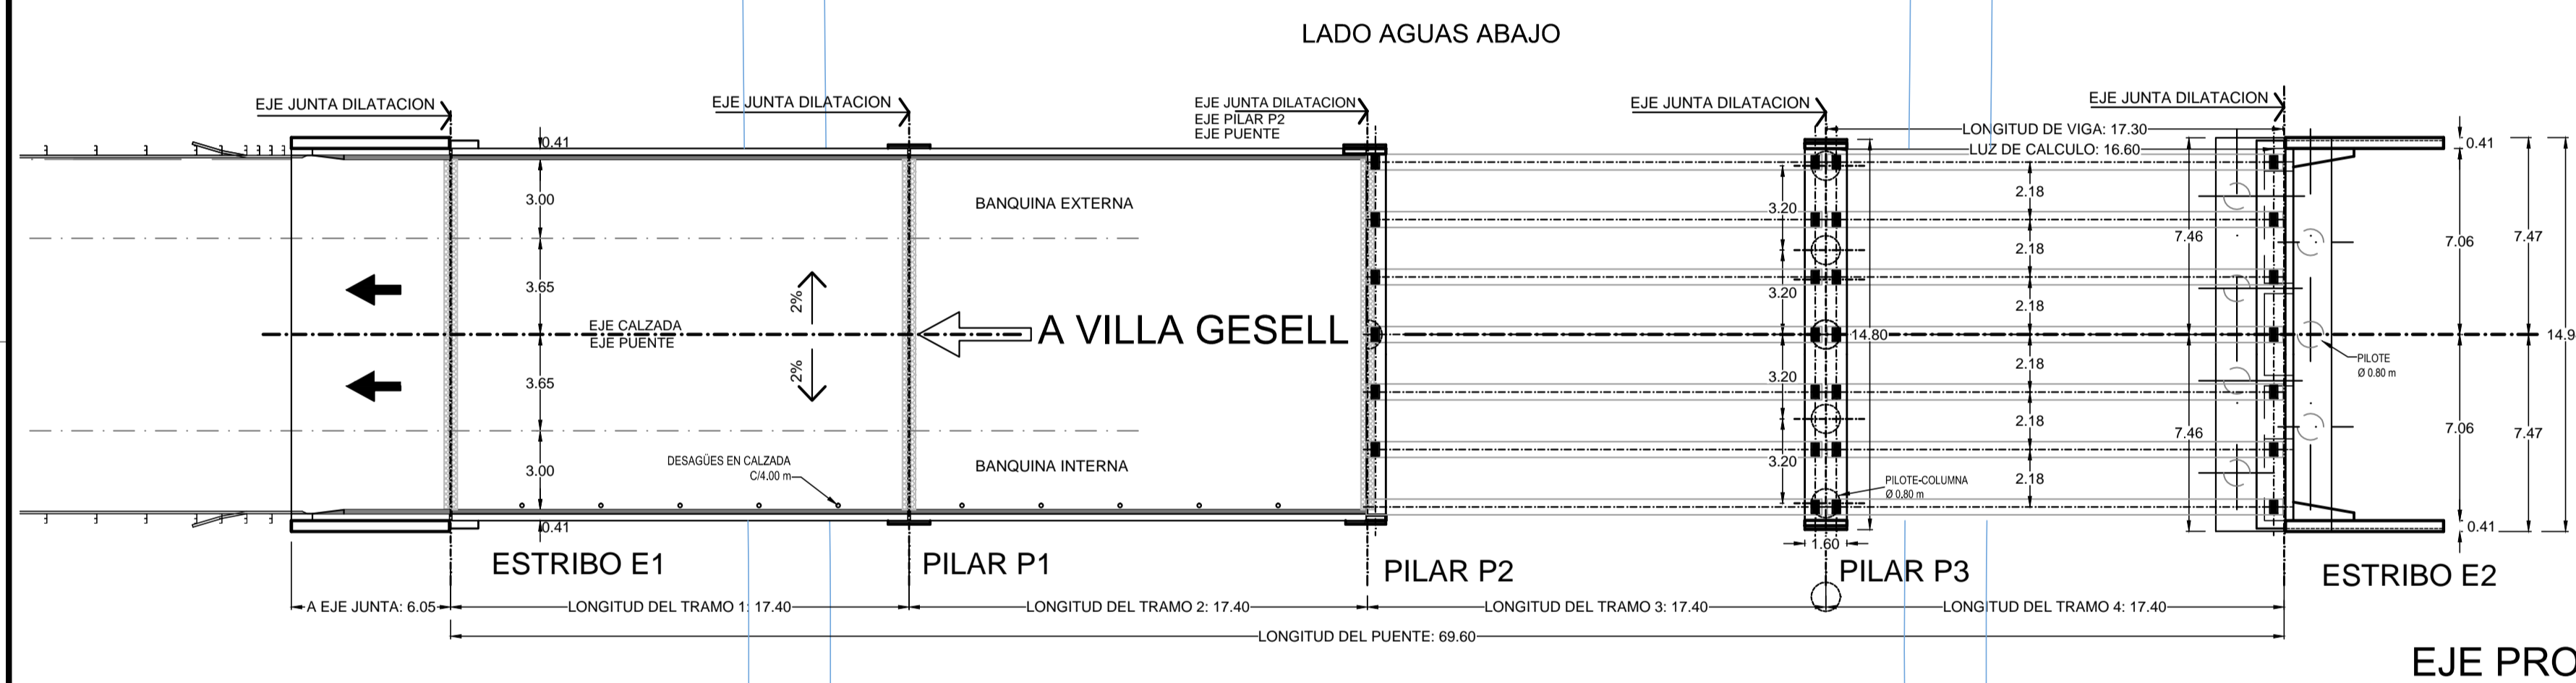 LADO AGUAS ABAJO
EJE JUNTA DILATACION
EJE JUNTA DILATACION
EJE JUNTA DILATACION
EJE PILAR P2
EJE PUENTE
EJE JUNTA DILATACION
EJE JUNTA DILATACION
LONGITUD DE VIGA: 17.30
LUZ DE CALCULO: 16.60
0.41
0.41
3.00
3.65
3.65
3.00
0.41
BANQUINA EXTERNA
2%
2%
EJE CALZADA
EJE PUENTE
A VILLA GESELL
DESAGÜES EN CALZADA
C/4.00 m
BANQUINA INTERNA
3.20
3.20
3.20
3.20
14.80
2.18
2.18
2.18
2.18
2.18
2.18
PILOTE-COLUMNA
Ø 0.80 m
1.60
7.46
7.46
PILOTE
Ø 0.80 m
7.06
7.06
0.41
7.47
7.47
14.9
ESTRIBO E1
PILAR P1
PILAR P2
PILAR P3
ESTRIBO E2
A EJE JUNTA: 6.05
LONGITUD DEL TRAMO 1: 17.40
LONGITUD DEL TRAMO 2: 17.40
LONGITUD DEL TRAMO 3: 17.40
LONGITUD DEL TRAMO 4: 17.40
LONGITUD DEL PUENTE: 69.60
EJE PRO